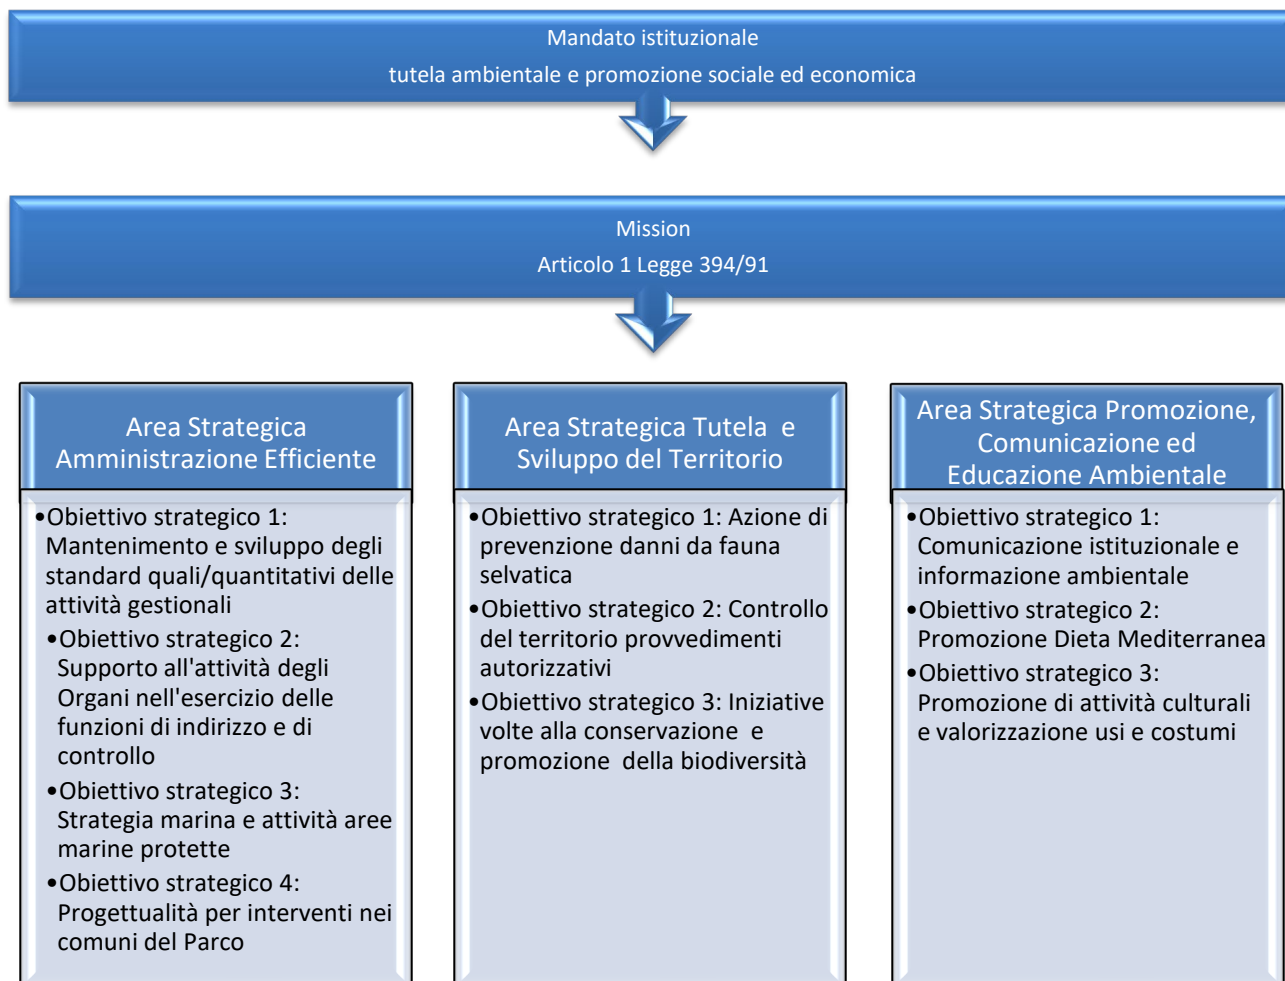 Mandato istituzionale
tutela ambientale e promozione sociale ed economica
Mission
Articolo 1 Legge 394/91
Area Strategica
Amministrazione Efficiente
•Obiettivo strategico 1:
Mantenimento e sviluppo degli
standard quali/quantitativi delle
attività gestionali
•Obiettivo strategico 2:
Supporto all'attività degli
Organi nell'esercizio delle
funzioni di indirizzo e di
controllo
•Obiettivo strategico 3:
Strategia marina e attività aree
marine protette
•Obiettivo strategico 4:
Progettualità per interventi nei
comuni del Parco
Area Strategica Tutela e
Sviluppo del Territorio
•Obiettivo strategico 1: Azione di
prevenzione danni da fauna
selvatica
•Obiettivo strategico 2: Controllo
del territorio provvedimenti
autorizzativi
•Obiettivo strategico 3: Iniziative
volte alla conservazione e
promozione della biodiversità
Area Strategica Promozione,
Comunicazione ed
Educazione Ambientale
•Obiettivo strategico 1:
Comunicazione istituzionale e
informazione ambientale
•Obiettivo strategico 2:
Promozione Dieta Mediterranea
•Obiettivo strategico 3:
Promozione di attività culturali
e valorizzazione usi e costumi